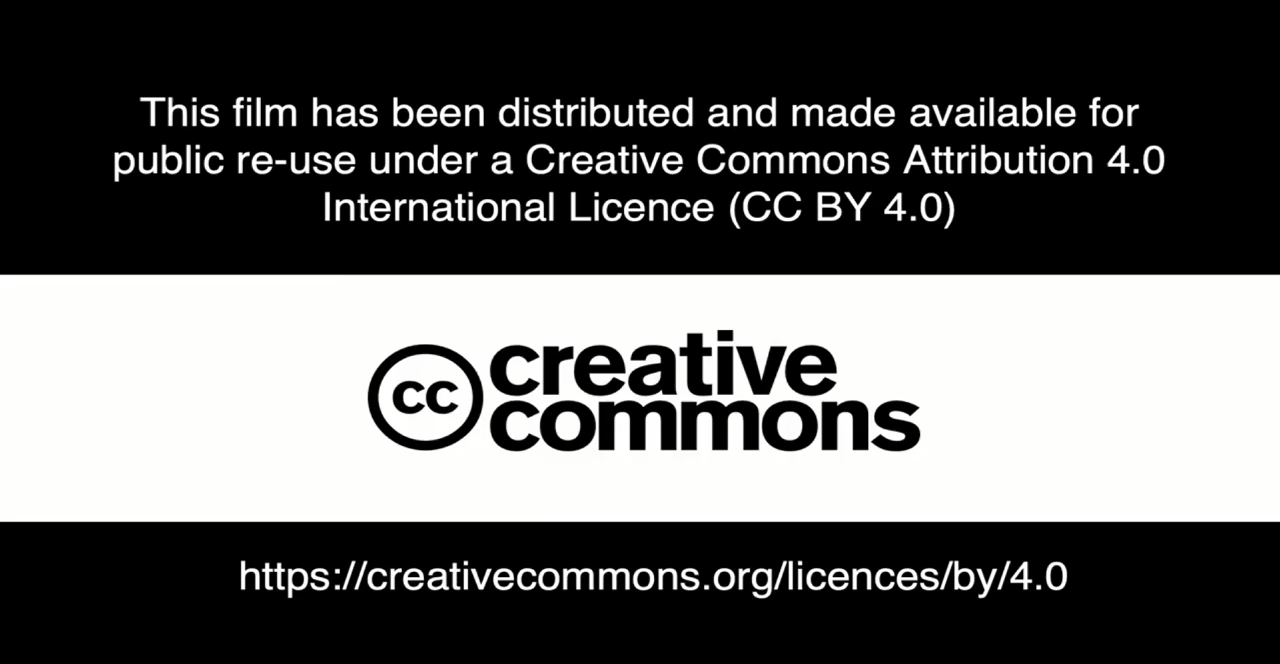 This film has been distributed and made available for
public re-use under a Creative Commons Attribution 4.0
International Licence (CC BY 4.0)
cc creative
commons
https://creativecommons.org/licences/by/4.0